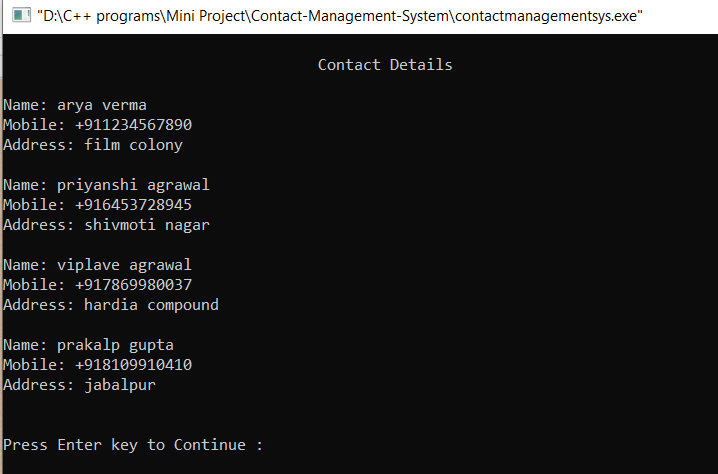 "D:\C++ programs\Mini Project\Contact-Management-System\contactmanagementsys.exe"
Contact Details
Name: arya verma
Mobile: +911234567890
Address: film colony
Name: priyanshi agrawal
Mobile: +916453728945
Address: shivmoti nagar
Name: viplave agrawal
Mobile: +917869980037
Address: hardia compound
Name: prakalp gupta
Mobile: +918109910410
Address: jabalpur
Press Enter key to Continue :